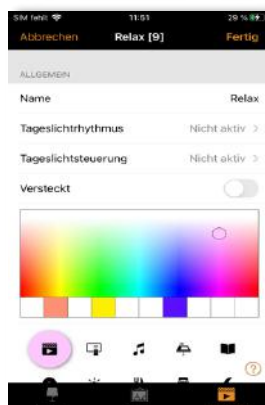 SIM fehlt 11:51 29 %
Abbrechen Relax [9] Fertig
ALLGEMEIN
Name Relax
Tageslichtrhythmus Nicht aktiv >
Tageslichtsteuerung Nicht aktiv >
Versteckt
?